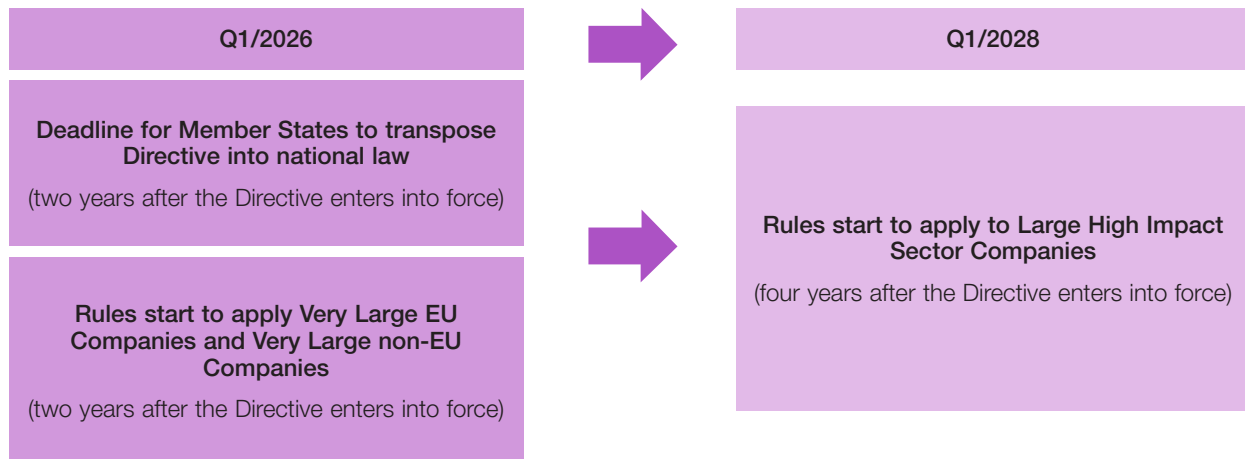 Q1/2026
Deadline for Member States to transpose
Directive into national law
(two years after the Directive enters into force)
Rules start to apply Very Large EU
Companies and Very Large non-EU
Companies
(two years after the Directive enters into force)
Q1/2028
Rules start to apply to Large High Impact
Sector Companies
(four years after the Directive enters into force)